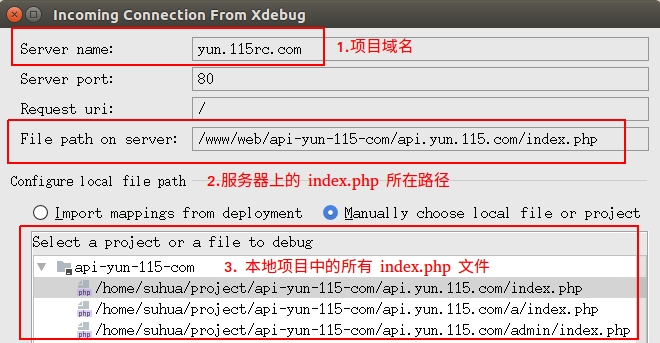 Incoming Connection From Xdebug
Server name: yun.115rc.com 1.项目域名
Server port: 80
Request uri: /
File path on server: /www/web/api-yun-115-com/api.yun.115.com/index.php
Configure local file path 2.服务器上的 index.php 所在路径
Import mappings from deployment Manually choose local file or project
Select a project or a file to debug
api-yun-115-com 3. 本地项目中的所有 index.php 文件
php /home/suhua/project/api-yun-115-com/api.yun.115.com/index.php
php /home/suhua/project/api-yun-115-com/api.yun.115.com/a/index.php
php /home/suhua/project/api-yun-115-com/api.yun.115.com/admin/index.php